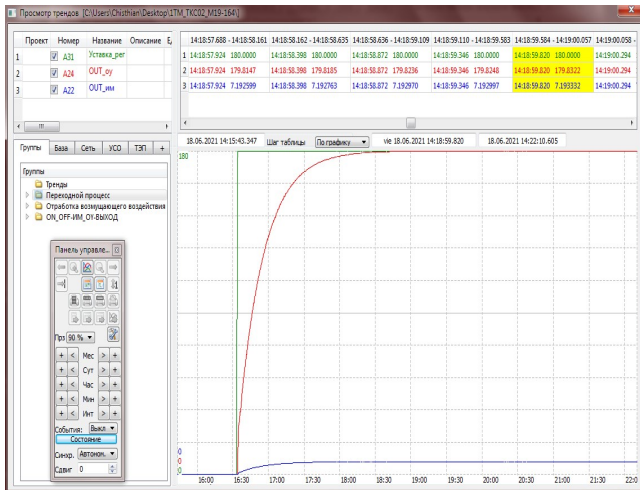 Просмотр трендов [C:\Users\Chisthian\Desktop\1TM_TKC02_M19-164\]
Проект Номер Название Описание Е
1 A31 Уставка_рег
2 A24 OUT_оу
3 A22 OUT_им
14:18:57.688 - 14:18:58.161 14:18:58.162 - 14:18:58.635 14:18:58.636 - 14:18:59.109 14:18:59.110 - 14:18:59.583 14:18:59.584 - 14:19:00.057 14:19:00.058 -
1 14:18:57.924 180.0000 14:18:58.398 180.0000 14:18:58.872 180.0000 14:18:59.346 180.0000 14:18:59.820 180.0000 14:19:00.294
2 14:18:57.924 179.8147 14:18:58.398 179.8185 14:18:58.872 179.8236 14:18:59.346 179.8248 14:18:59.820 179.8322 14:19:00.294
3 14:18:57.924 7.192599 14:18:58.398 7.192763 14:18:58.872 7.192970 14:18:59.346 7.192997 14:18:59.820 7.193332 14:19:00.294
18.06.2021 14:15:43.347 Шаг таблицы По графику vie 18.06.2021 14:18:59.820 18.06.2021 14:22:10.605
Группы База Сеть УСО ТЭП +
Группы
Тренды
Переходной процесс
Отработка возмущающего воздействия
ON_OFF-ИМ_ОУ-ВЫХОД
Панель управле...
Прз 90 %
+ < Мес > +
+ < Сут > +
+ < Час > +
+ < Мин > +
+ < Инт > +
События: Выкл
Состояние
Синхр. Автоном.
Сдвиг 0
180
0
0
0
16:00 16:30 17:00 17:30 18:00 18:30 19:00 19:30 20:00 20:30 21:00 21:30 22:0